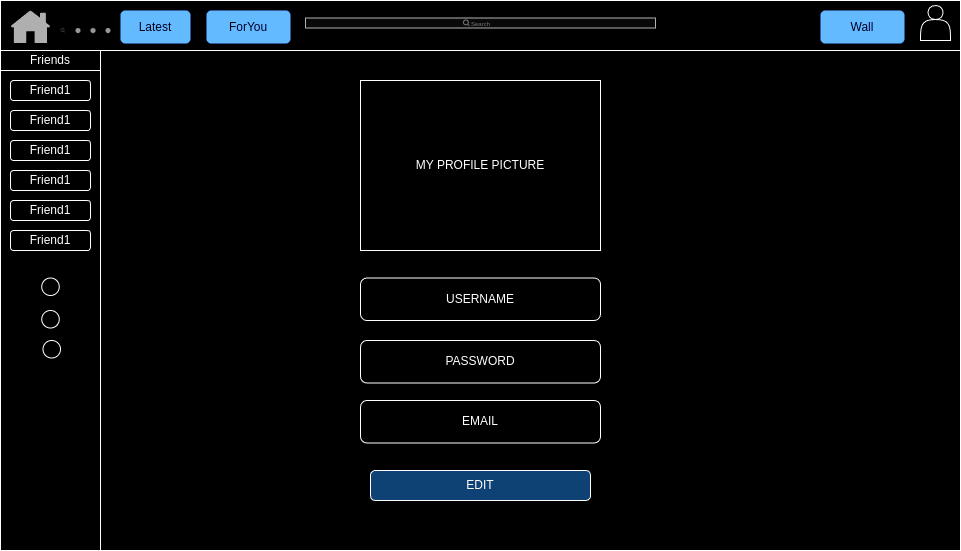 Latest
ForYou
Search
Wall
Friends
Friend1
Friend1
Friend1
Friend1
Friend1
Friend1
MY PROFILE PICTURE
USERNAME
PASSWORD
EMAIL
EDIT